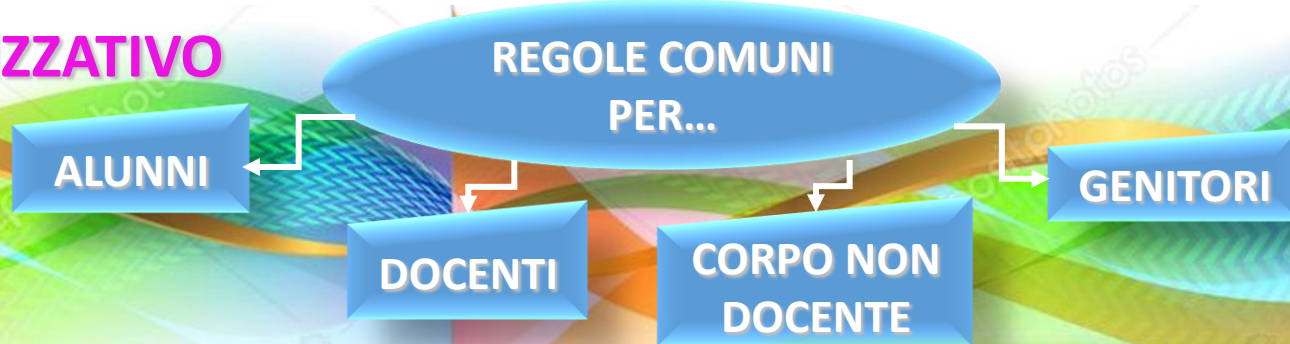 ZZATIVO
REGOLE COMUNI
PER...
ALUNNI
GENITORI
DOCENTI
CORPO NON
DOCENTE